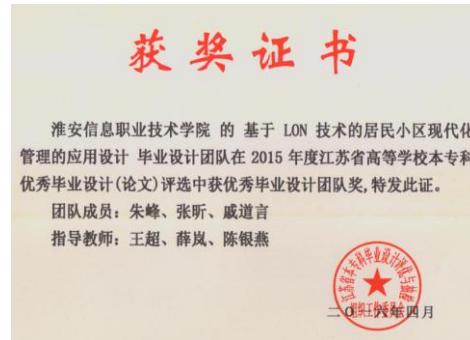 获奖证书
淮安信息职业技术学院 的 基于 LON 技术的居民小区现代化
管理的应用设计 毕业设计团队在 2015 年度江苏省高等学校本专科
优秀毕业设计(论文)评选中获优秀毕业设计团队奖,特发此证。
团队成员：朱峰、张昕、戚道言
指导教师：王超、薛岚、陈银燕
二〇一六年四月